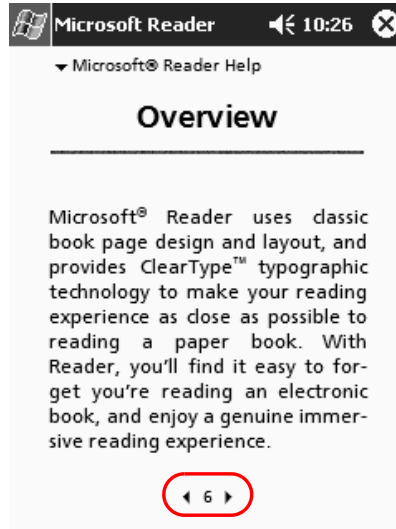 Microsoft Reader 10:26
Microsoft® Reader Help
Overview
Microsoft® Reader uses classic
book page design and layout, and
provides ClearType™ typographic
technology to make your reading
experience as close as possible to
reading a paper book. With
Reader, you'll find it easy to for-
get you're reading an electronic
book, and enjoy a genuine immer-
sive reading experience.
6